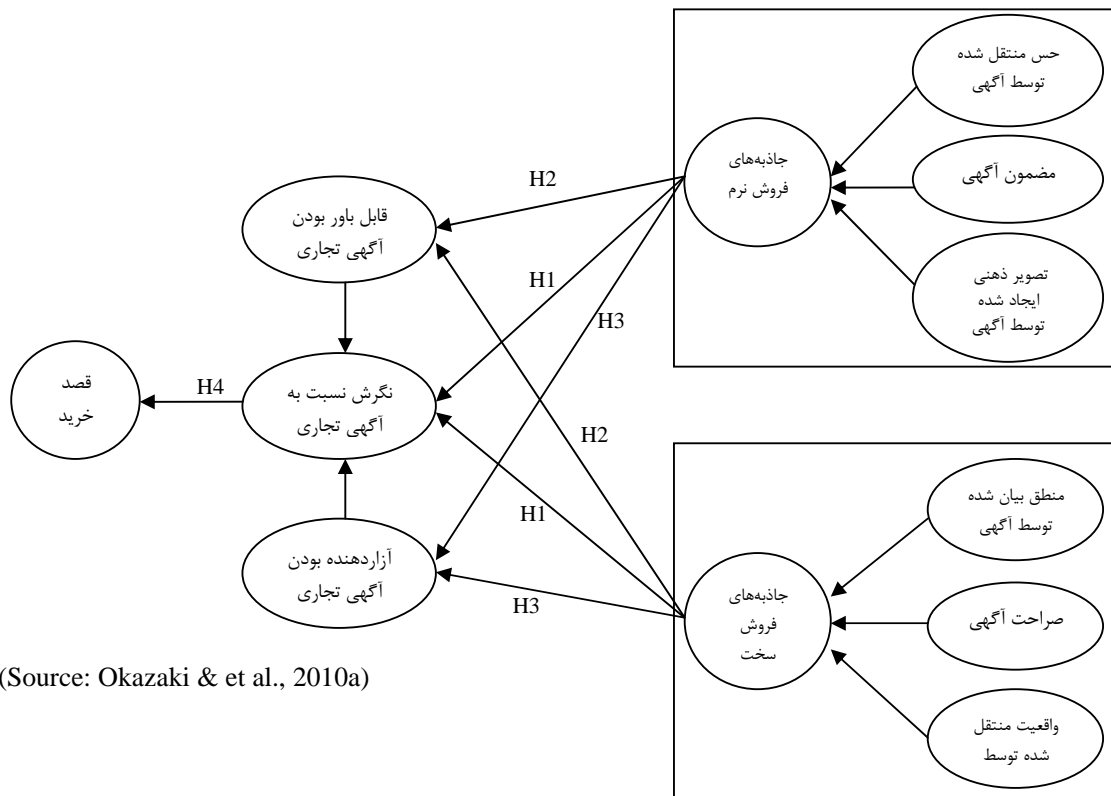 حس منتقل شده
توسط آگهی
مضمون آگهی
تصویر ذهنی
ایجاد شده
توسط آگهی
جاذبه‌های
فروش نرم
H2
H1
H3
قابل باور بودن
آگهی تجاری
نگرش نسبت به
آگهی تجاری
H4
قصد
خرید
آزاردهنده بودن
آگهی تجاری
H2
H1
H3
منطق بیان شده
توسط آگهی
صراحت آگهی
واقعیت منتقل
شده توسط
جاذبه‌های
فروش
سخت
(Source: Okazaki & et al., 2010a)